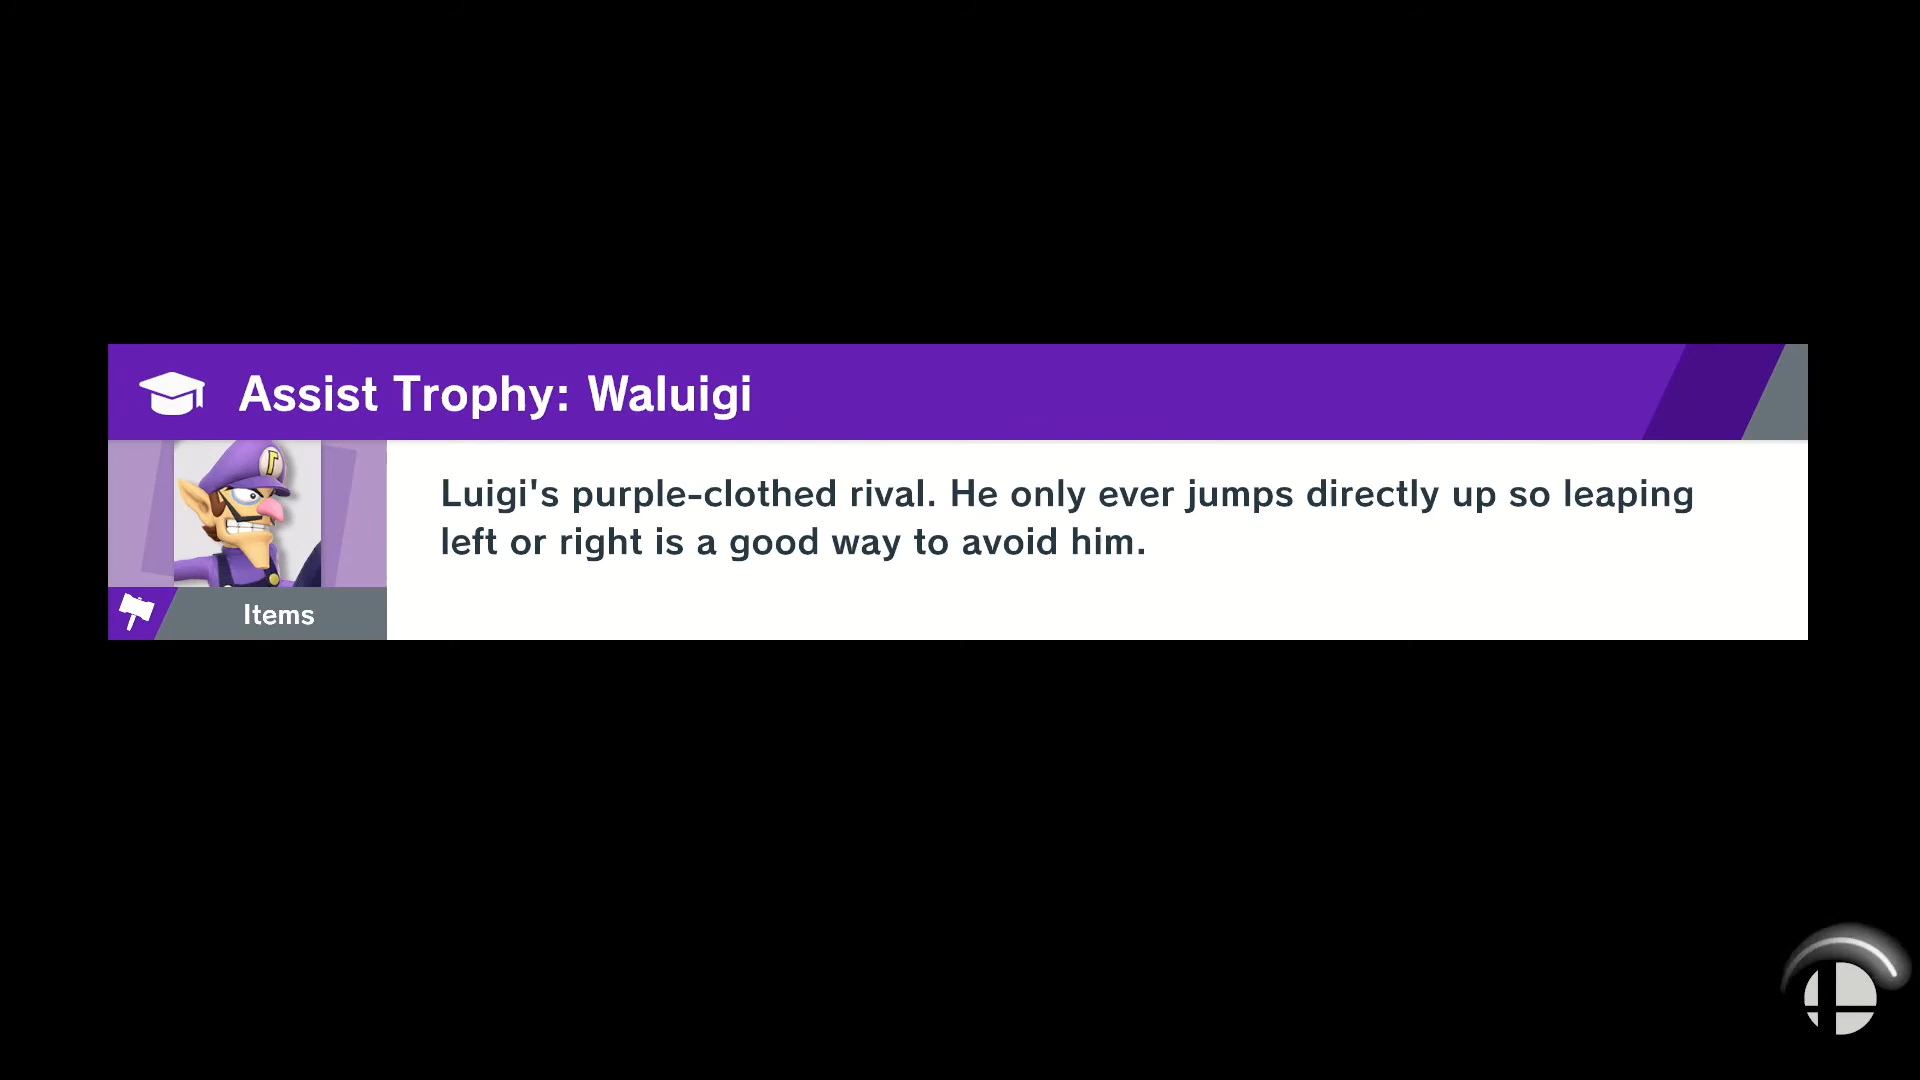 Assist Trophy: Waluigi
Luigi's purple-clothed rival. He only ever jumps directly up so leaping
left or right is a good way to avoid him.
Items